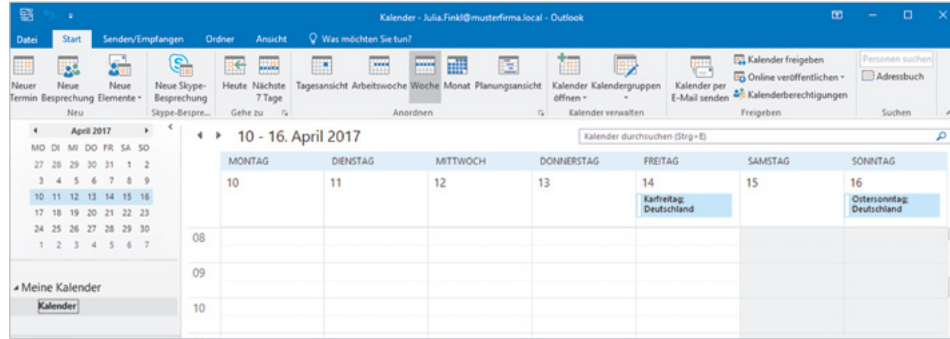 Kalender - Julia.Finkl@musterfirma.local - Outlook
Datei Start Senden/Empfangen Ordner Ansicht Was möchten Sie tun?
Neuer Termin
Neue Besprechung
Neue Elemente
Neu
Neue Skype-Besprechung
Skype-Bespre...
Heute
Nächste 7 Tage
Gehe zu
Tagesansicht Arbeitswoche Woche Monat Planungsansicht
Anordnen
Kalender öffnen
Kalendergruppen
Kalender verwalten
Kalender per E-Mail senden
Kalender freigeben
Online veröffentlichen
Kalenderberechtigungen
Freigeben
Personen suchen
Adressbuch
Suchen
April 2017
MO DI MI DO FR SA SO
27 28 29 30 31 1 2
3 4 5 6 7 8 9
10 11 12 13 14 15 16
17 18 19 20 21 22 23
24 25 26 27 28 29 30
1 2 3 4 5 6 7
Meine Kalender
Kalender
10 - 16. April 2017
Kalender durchsuchen (Strg+E)
MONTAG DIENSTAG MITTWOCH DONNERSTAG FREITAG SAMSTAG SONNTAG
10 11 12 13 14 15 16
Karfreitag;
Deutschland
Ostersonntag;
Deutschland
08
09
10